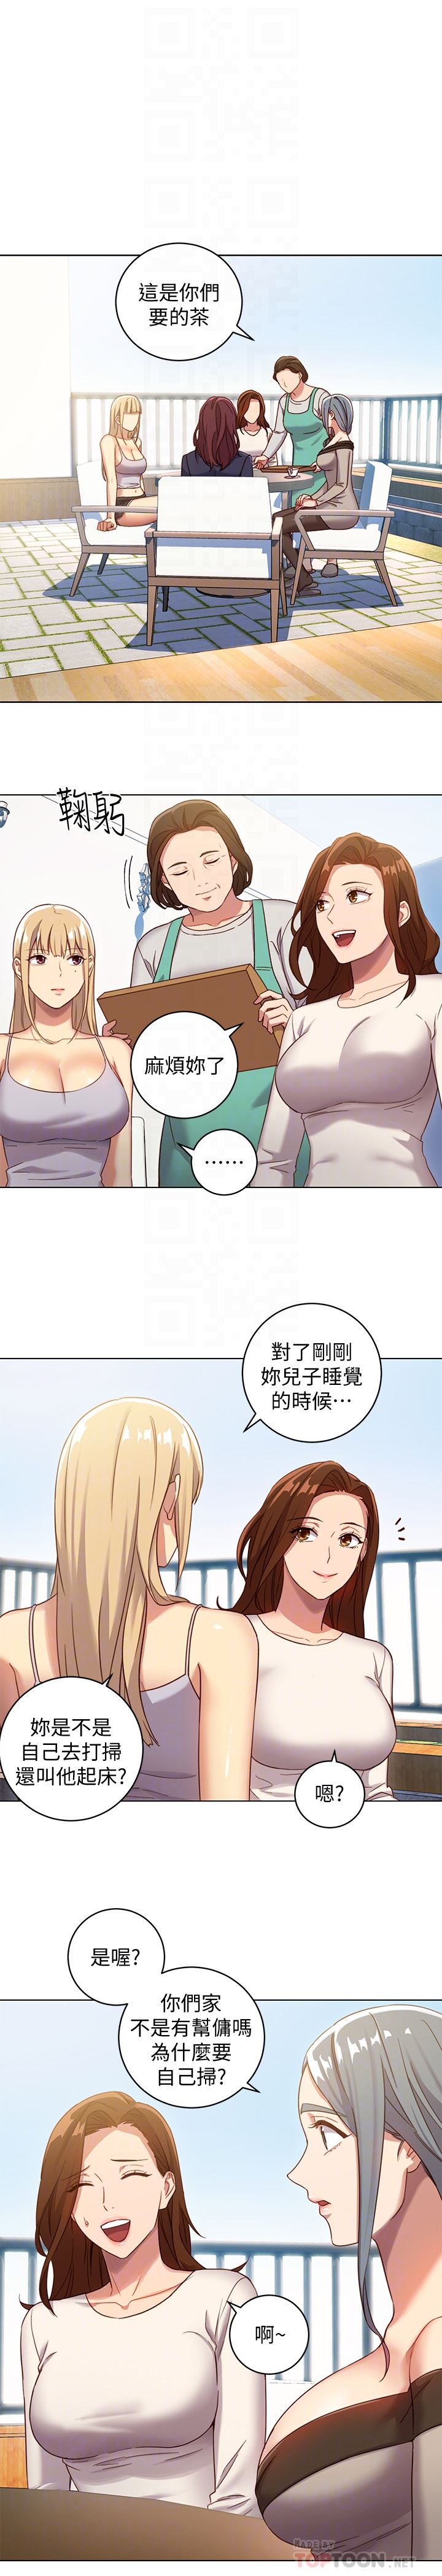 這是你們
要的茶
鞠躬
麻煩妳了
⋯⋯
對了剛剛
妳兒子睡覺
的時候⋯
妳是不是
自己去打掃
還叫他起床?
嗯?
是喔?
你們家
不是有幫傭嗎
為什麼要
自己掃?
啊~
MADE by
TOPTOON.NET